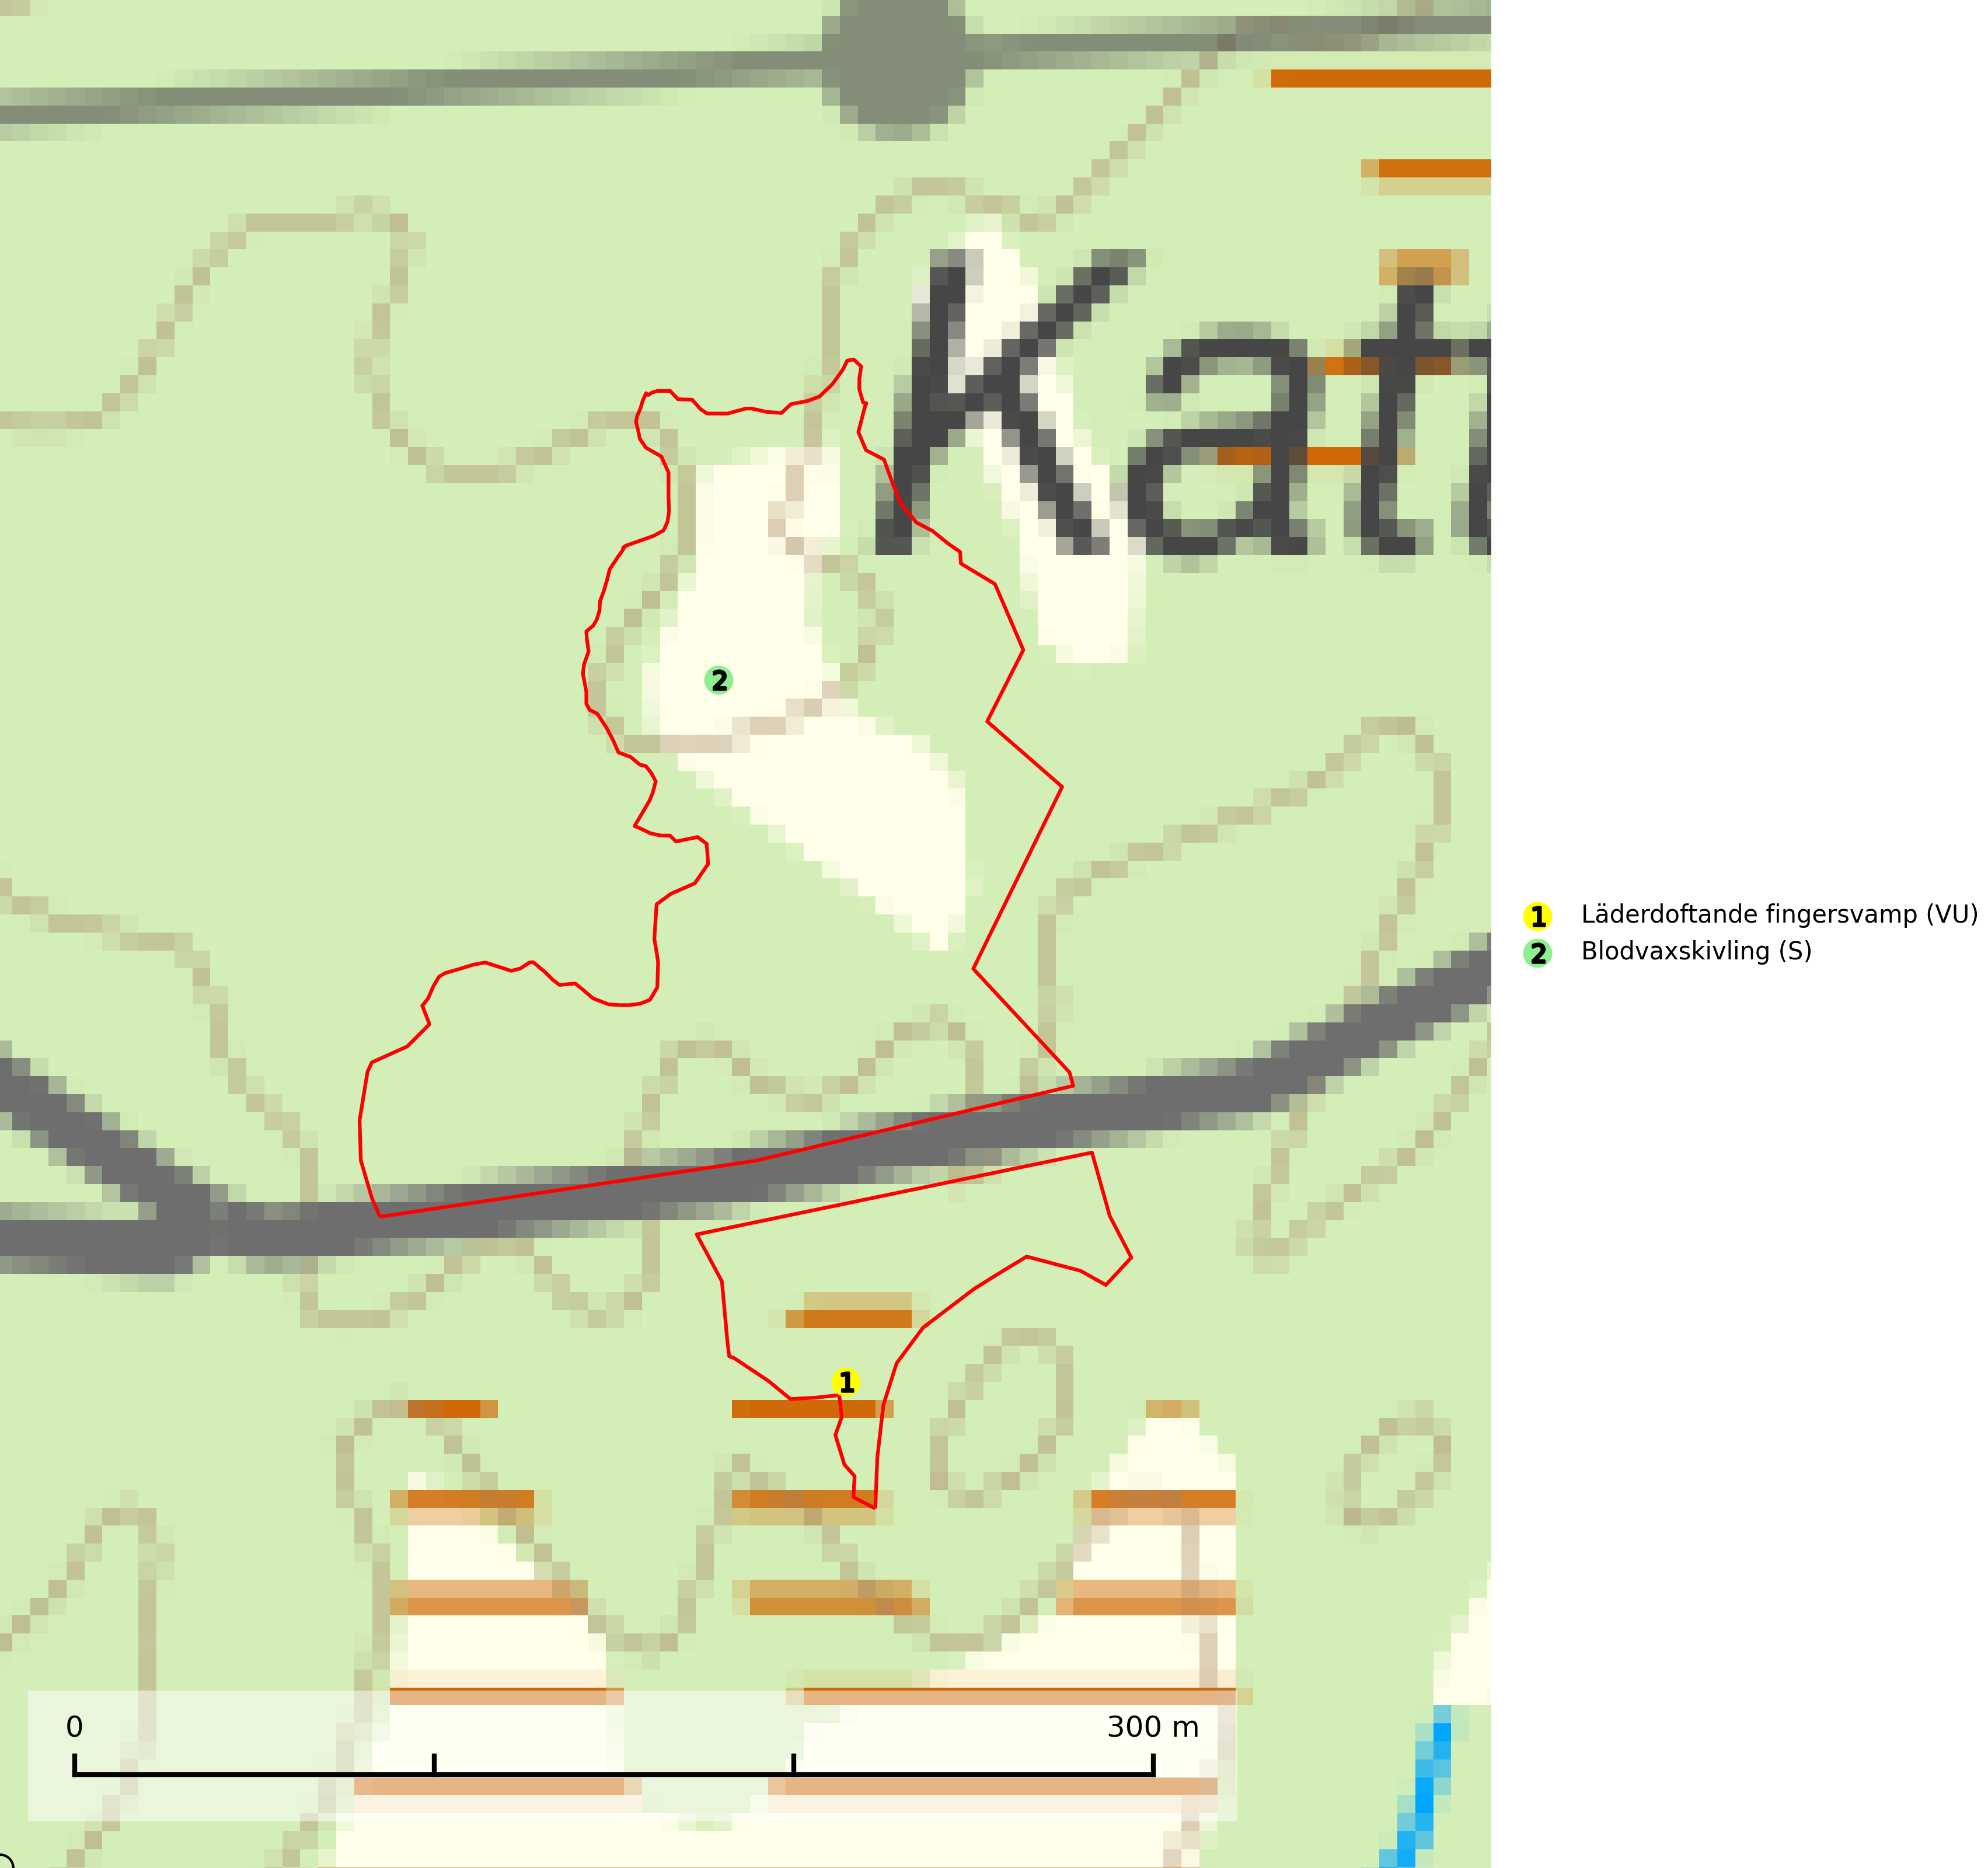 Kat
2
1
1 Läderdoftande fingersvamp (VU)
2 Blodvaxskivling (S)
0 300 m